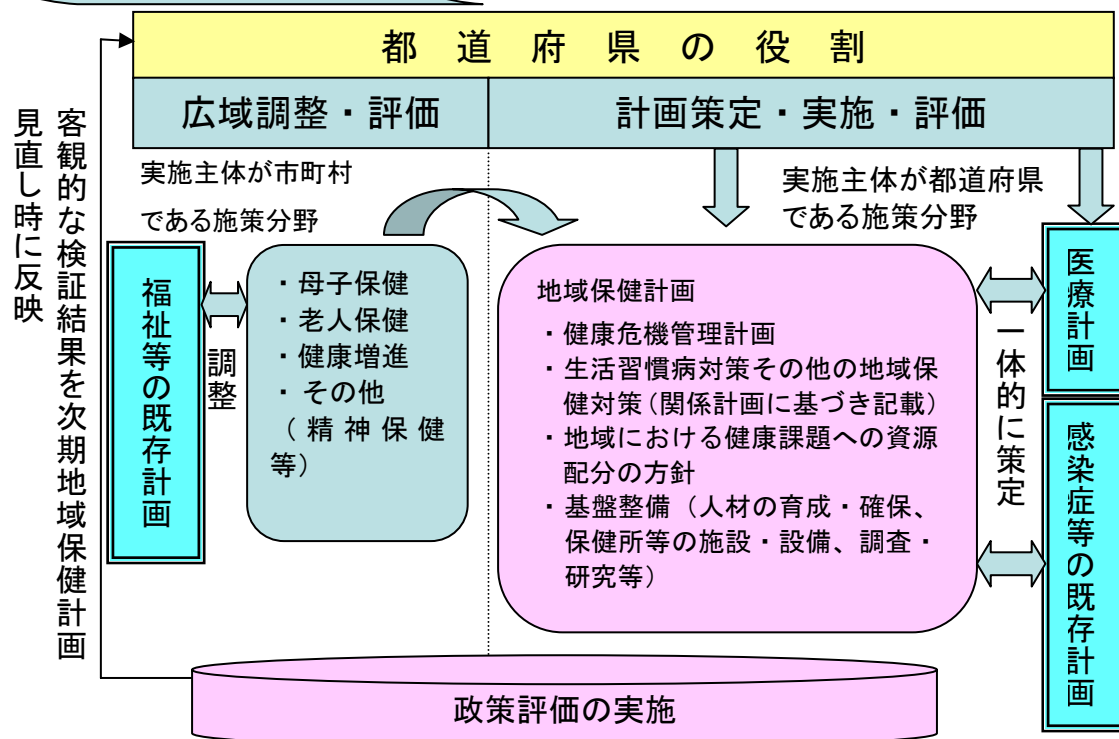 都道府県の役割
広域調整・評価
計画策定・実施・評価
実施主体が市町村
である施策分野
実施主体が都道府県
である施策分野
客観的な検証結果を次期地域保健計画
見直し時に反映
福祉等の既存計画
調整
・母子保健
・老人保健
・健康増進
・その他
（精神保健
等）
地域保健計画
・健康危機管理計画
・生活習慣病対策その他の地域保
健対策（関係計画に基づき記載）
・地域における健康課題への資源
配分の方針
・基盤整備（人材の育成・確保、
保健所等の施設・設備、調査・
研究等）
一体的に策定
医療計画
感染症等の既存計画
政策評価の実施